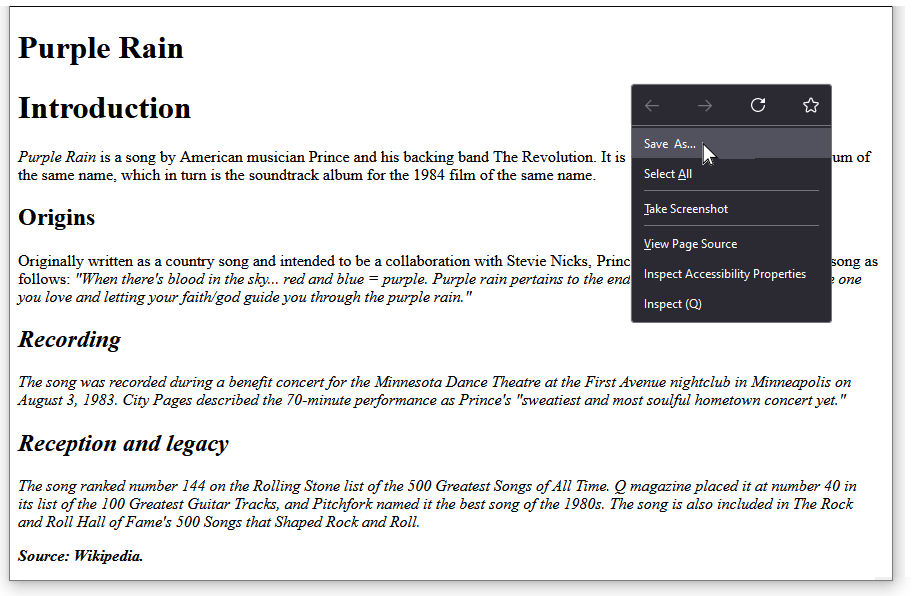 Purple Rain
Introduction
Purple Rain is a song by American musician Prince and his backing band The Revolution. It is um of
the same name, which in turn is the soundtrack album for the 1984 film of the same name.
Origins
Originally written as a country song and intended to be a collaboration with Stevie Nicks, Princ song as
follows: "When there's blood in the sky... red and blue = purple. Purple rain pertains to the end one
you love and letting your faith/god guide you through the purple rain."
Recording
The song was recorded during a benefit concert for the Minnesota Dance Theatre at the First Avenue nightclub in Minneapolis on
August 3, 1983. City Pages described the 70-minute performance as Prince's "sweatiest and most soulful hometown concert yet."
Reception and legacy
The song ranked number 144 on the Rolling Stone list of the 500 Greatest Songs of All Time. Q magazine placed it at number 40 in
its list of the 100 Greatest Guitar Tracks, and Pitchfork named it the best song of the 1980s. The song is also included in The Rock
and Roll Hall of Fame's 500 Songs that Shaped Rock and Roll.
Source: Wikipedia.
Save As...
Select All
Take Screenshot
View Page Source
Inspect Accessibility Properties
Inspect (Q)